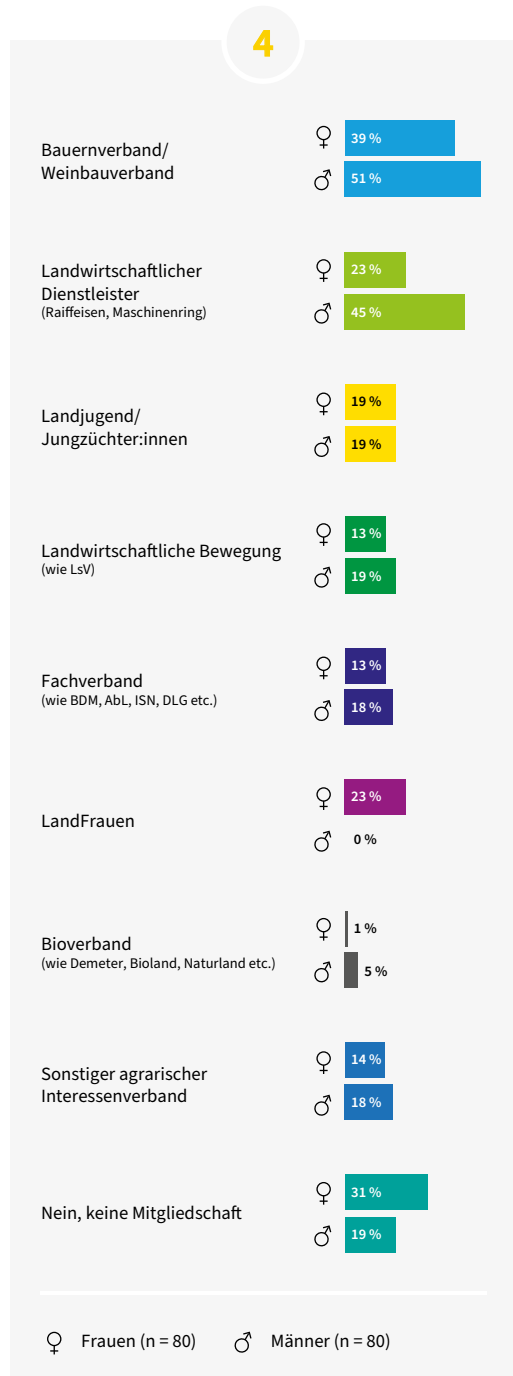 4
Bauernverband/
Weinbauverband
♀ 39 %
♂ 51 %
Landwirtschaftlicher
Dienstleister
(Raiffeisen, Maschinenring)
♀ 23 %
♂ 45 %
Landjugend/
Jungzüchter:innen
♀ 19 %
♂ 19 %
Landwirtschaftliche Bewegung
(wie LsV)
♀ 13 %
♂ 19 %
Fachverband
(wie BDM, AbL, ISN, DLG etc.)
♀ 13 %
♂ 18 %
LandFrauen
♀ 23 %
♂ 0 %
Bioverband
(wie Demeter, Bioland, Naturland etc.)
♀ 1 %
♂ 5 %
Sonstiger agrarischer
Interessenverband
♀ 14 %
♂ 18 %
Nein, keine Mitgliedschaft
♀ 31 %
♂ 19 %
♀ Frauen (n = 80) ♂ Männer (n = 80)